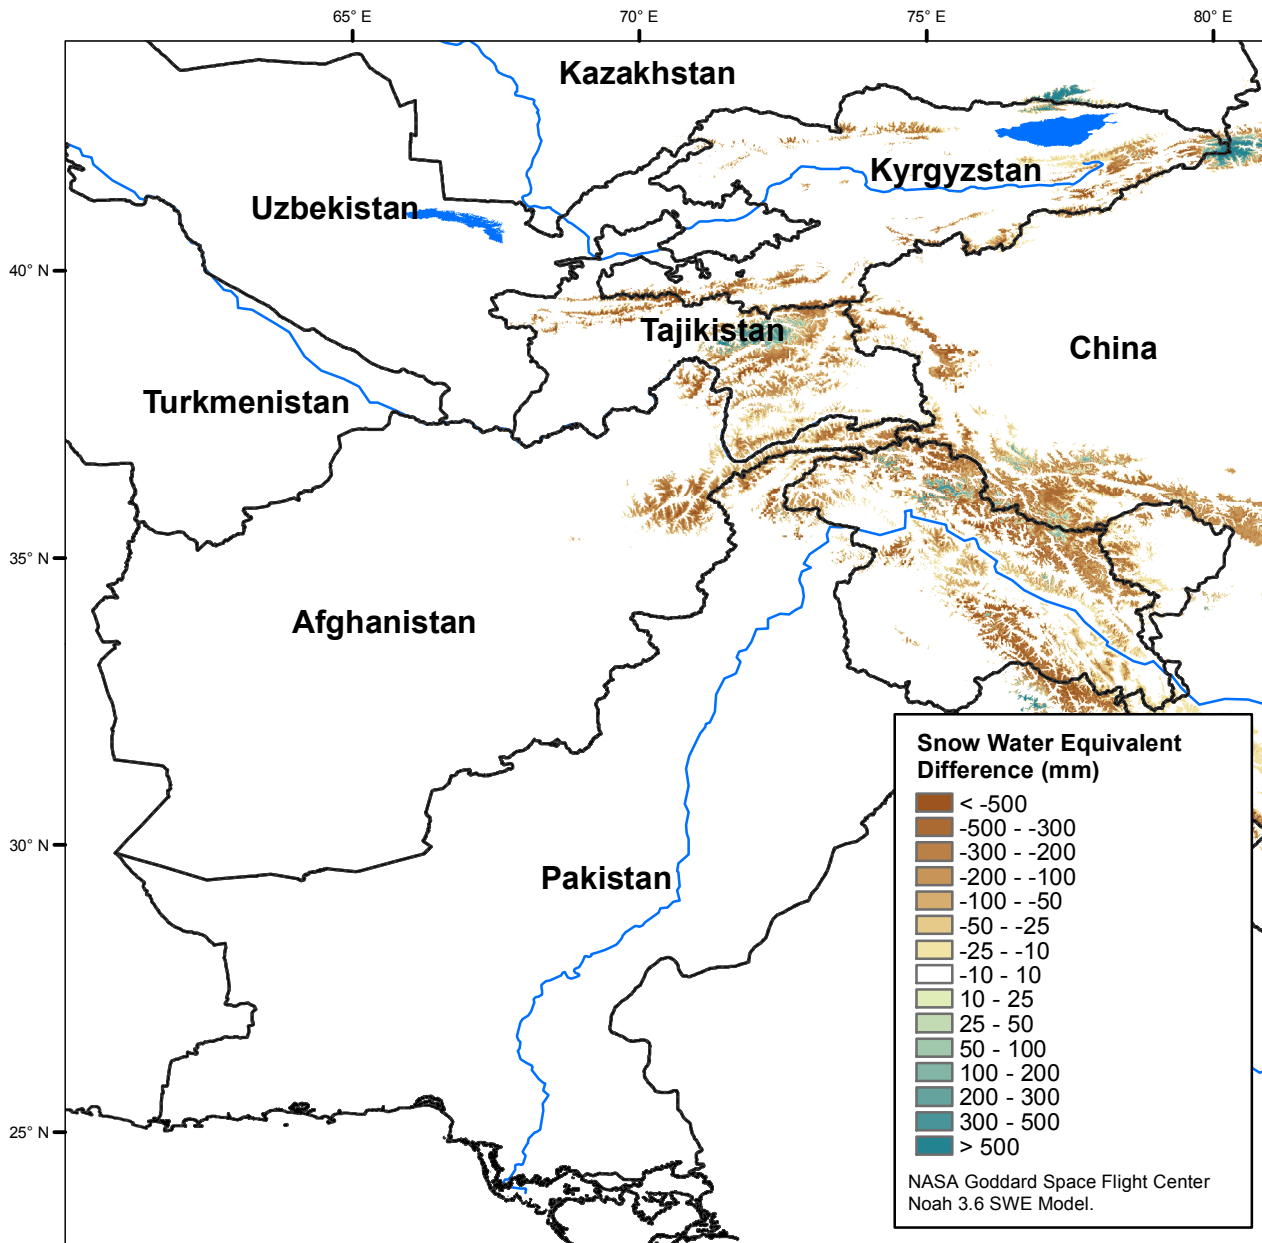 65° E
70° E
75° E
80° E
Kazakhstan
Kyrgyzstan
Uzbekistan
40° N
Tajikistan
China
Turkmenistan
35° N
Afghanistan
30° N
Pakistan
25° N
Snow Water Equivalent
Difference (mm)
< -500
-500 - -300
-300 - -200
-200 - -100
-100 - -50
-50 - -25
-25 - -10
-10 - 10
10 - 25
25 - 50
50 - 100
100 - 200
200 - 300
300 - 500
> 500
NASA Goddard Space Flight Center
Noah 3.6 SWE Model.